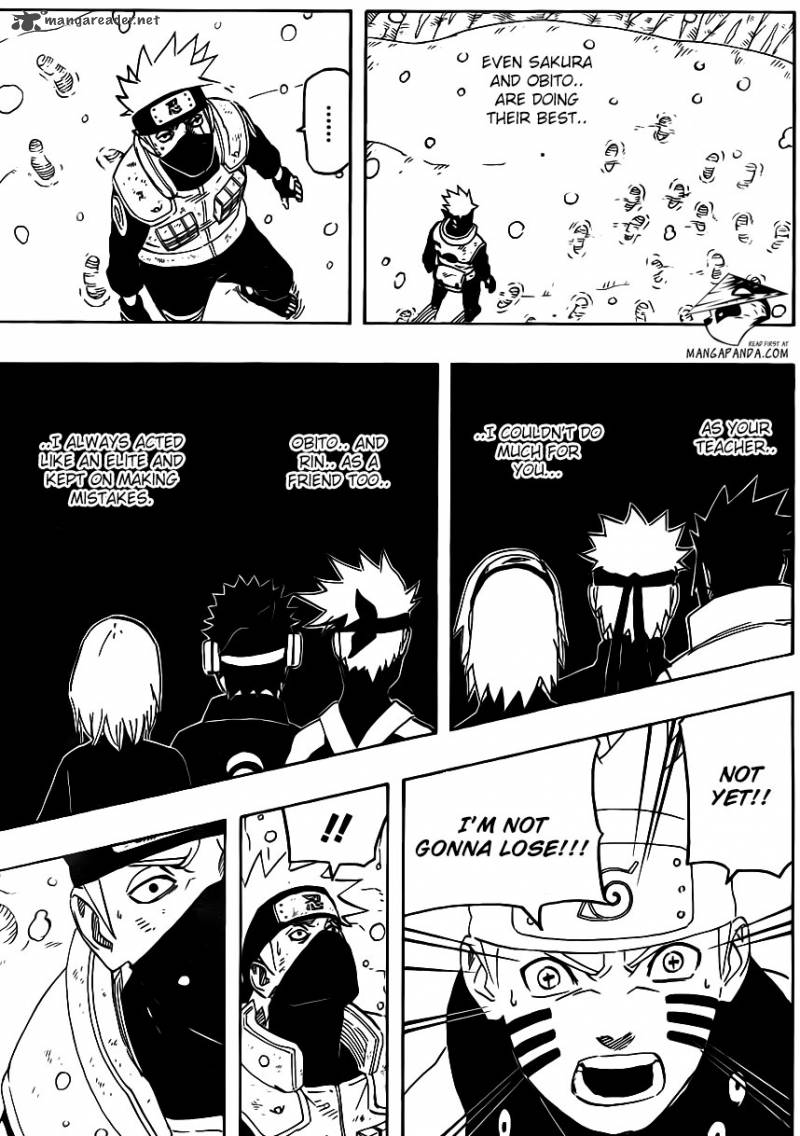 mangareader.net
EVEN SAKURA
AND OBITO..
ARE DOING
THEIR BEST..
READ FIRST AT
MANGAPANDA.COM
忍
........
AS YOUR
TEACHER..
..I COULDN'T DO
MUCH FOR
YOU...
OBITO.. AND
RIN.. AS A
FRIEND TOO..
..I ALWAYS ACTED
LIKE AN ELITE AND
KEPT ON MAKING
MISTAKES.
NOT
YET!!
I'M NOT
GONNA LOSE!!!
!!
忍